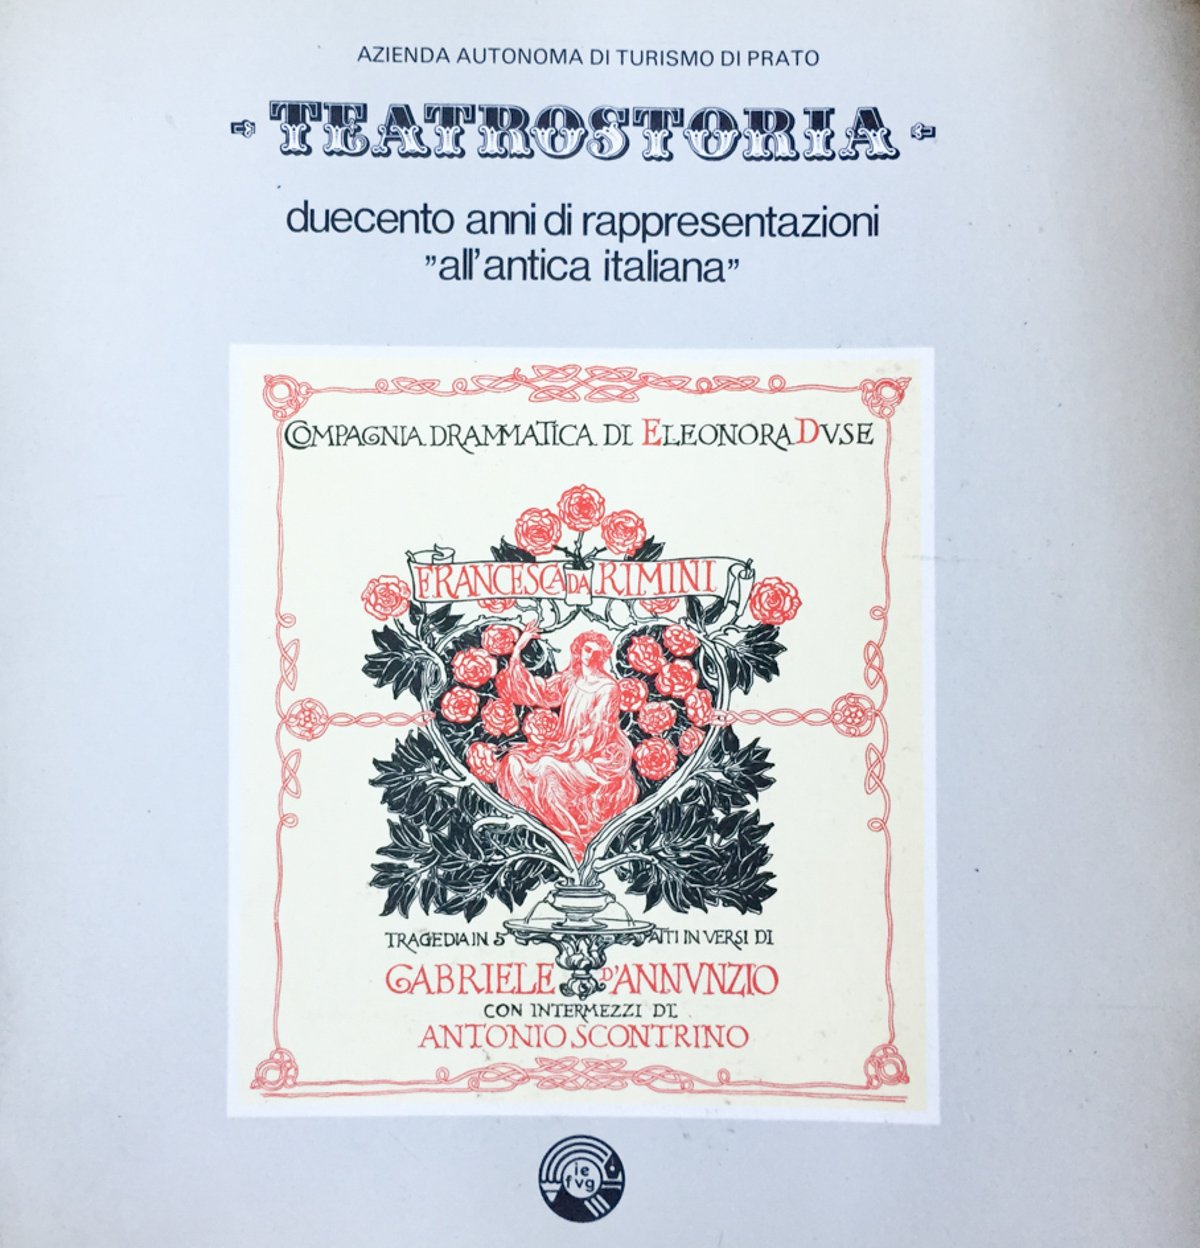 AZIENDA AUTONOMA DI TURISMO DI PRATO
TEATROSTORIA
duecento anni di rappresentazioni
”all’antica italiana”
COMPAGNIA DRAMMATICA DI ELEONORA DVSE
FRANCESCA DA RIMINI
TRAGEDIA IN 5 ATTI IN VERSI DI
GABRIELE D'ANNVNZIO
CON INTERMEZZI DI
ANTONIO SCONTRINO
ie
fvg